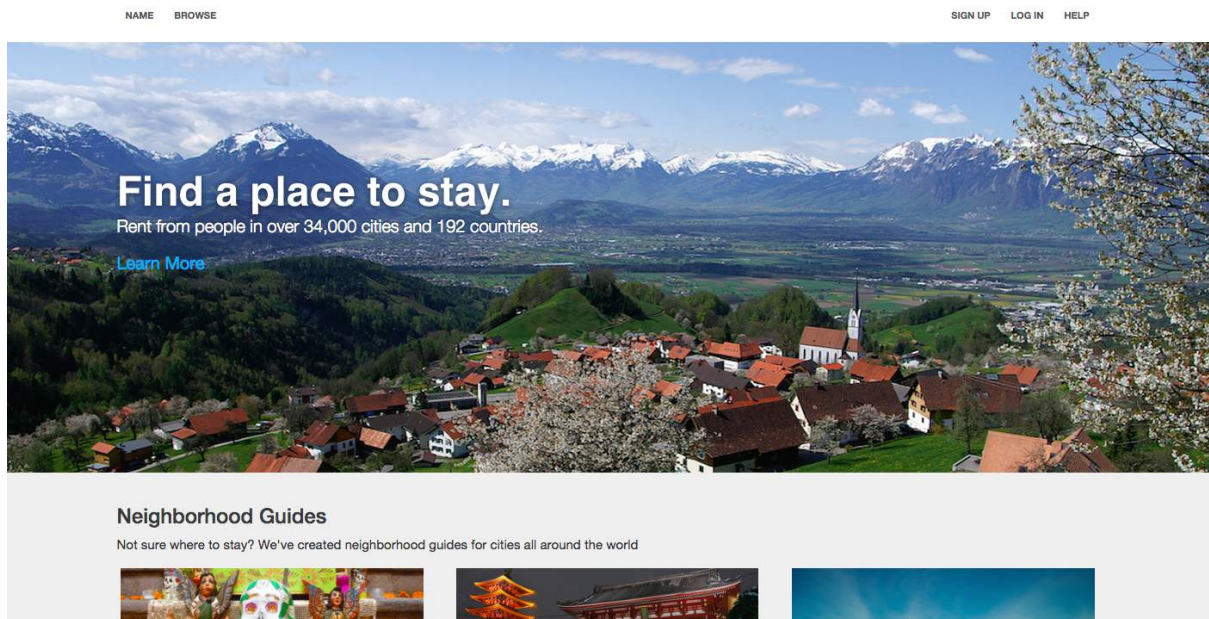 NAME BROWSE SIGN UP LOG IN HELP
Find a place to stay.
Rent from people in over 34,000 cities and 192 countries.
Learn More
Neighborhood Guides
Not sure where to stay? We've created neighborhood guides for cities all around the world